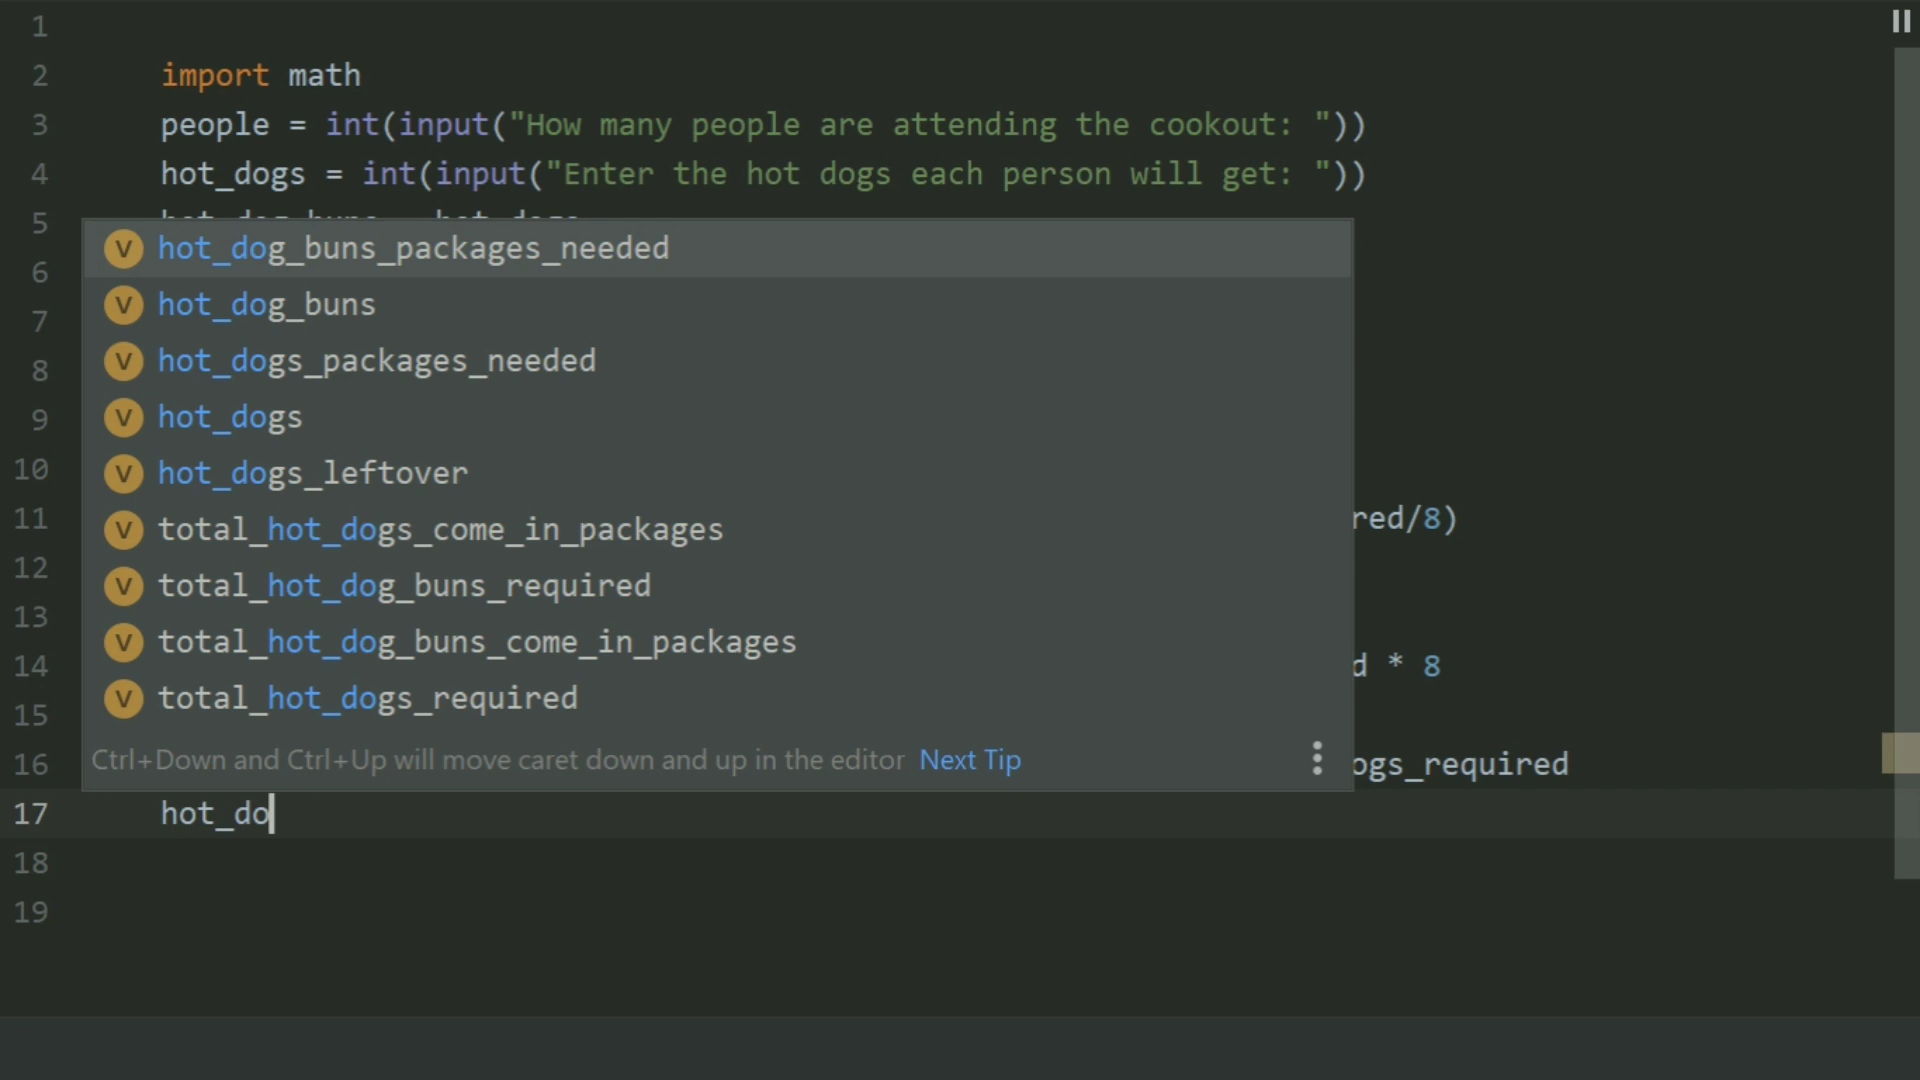 1
2 import math
3 people = int(input("How many people are attending the cookout: "))
4 hot_dogs = int(input("Enter the hot dogs each person will get: "))
5
6
7
8
9
10
11 red/8)
12
13
14 d * 8
15
16 ogs_required
hot_dog_buns_packages_needed
hot_dog_buns
hot_dogs_packages_needed
hot_dogs
hot_dogs_leftover
total_hot_dogs_come_in_packages
total_hot_dog_buns_required
total_hot_dog_buns_come_in_packages
total_hot_dogs_required
Ctrl+Down and Ctrl+Up will move caret down and up in the editor Next Tip
17 hot_do
18
19